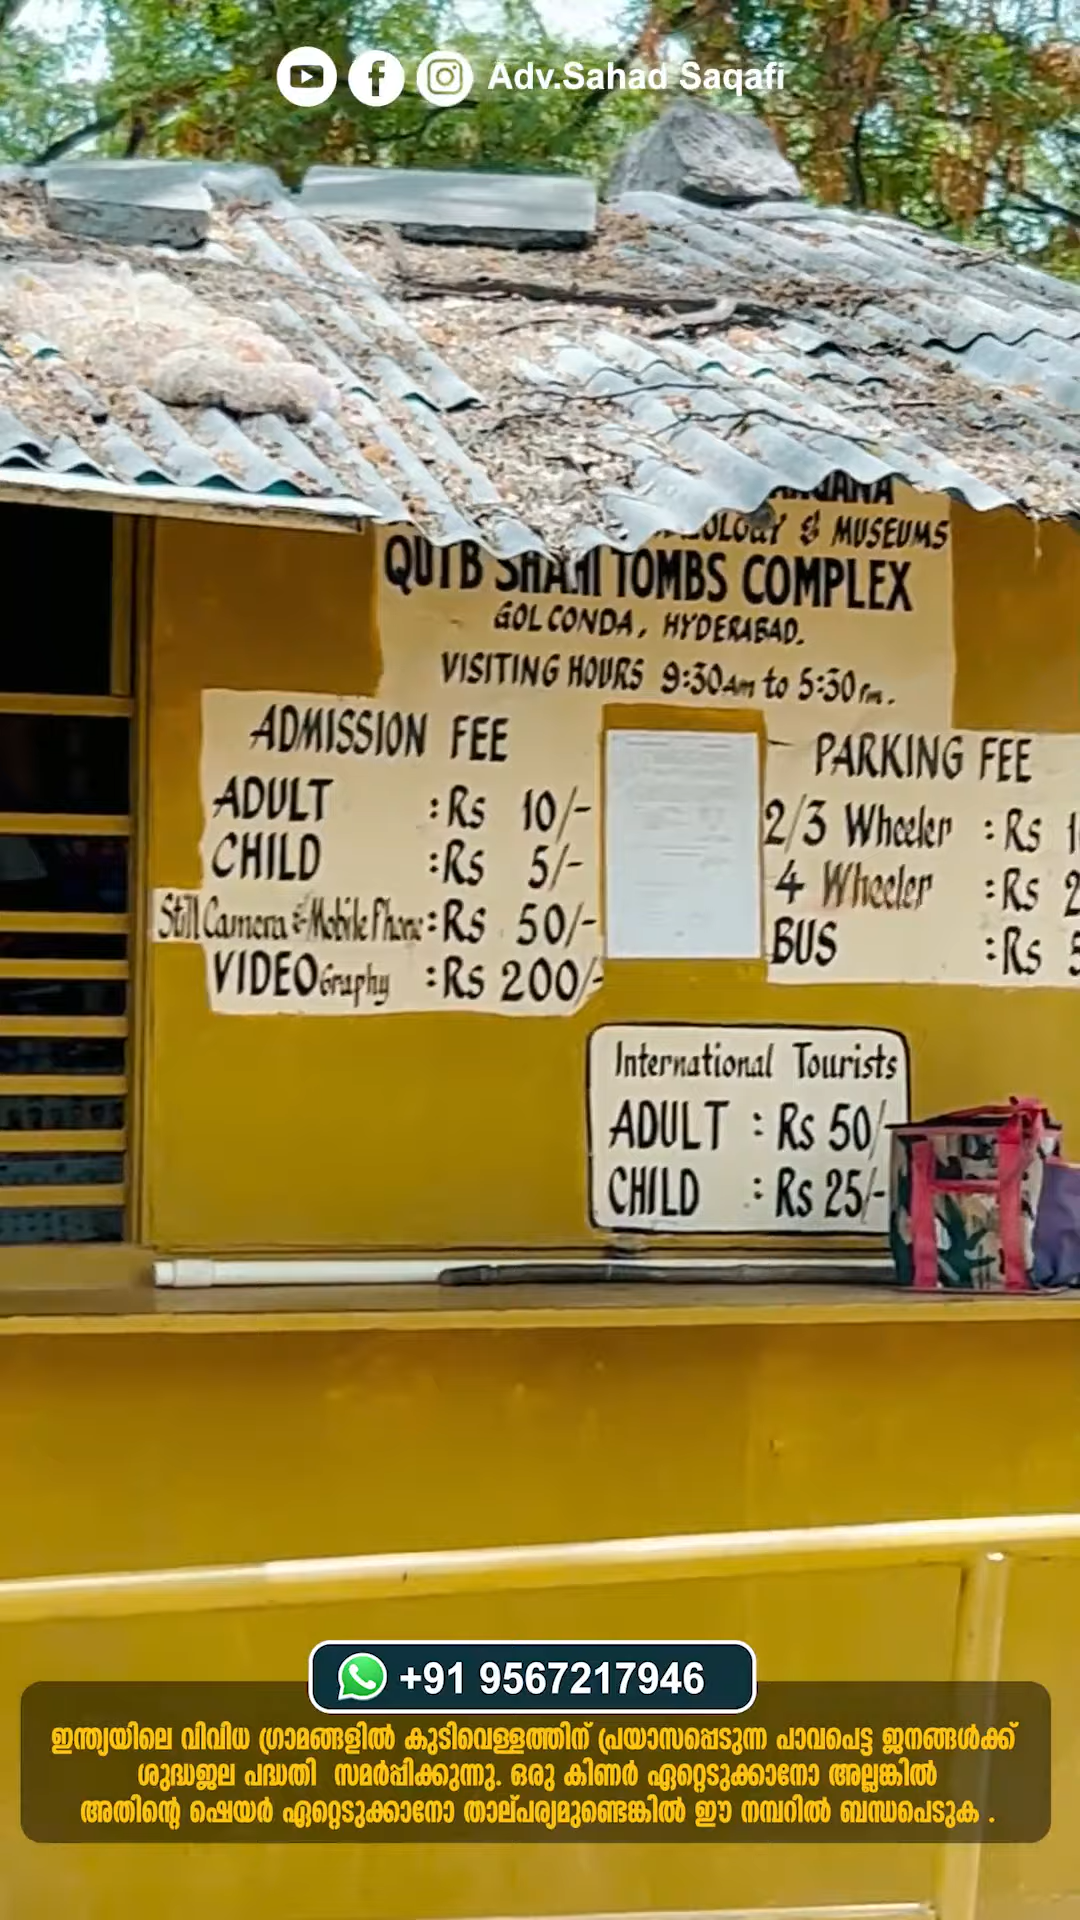 Adv.Sahad Saqafi
& MUSEUMS
QUTB SHAHI TOMBS COMPLEX
GOLCONDA, HYDERABAD.
VISITING HOURS 9:30Am to 5:30Pm.
ADMISSION FEE
ADULT : Rs 10/-
CHILD : Rs 5/-
Still Camera & Mobile Phone : Rs 50/-
VIDEOGraphy : Rs 200/-
PARKING FEE
2/3 Wheeler : Rs
4 Wheeler : Rs
BUS : Rs
International Tourists
ADULT : Rs 50/-
CHILD : Rs 25/-
+91 9567217946
ഇന്ത്യയിലെ വിവിധ ഗ്രാമങ്ങളിൽ കുടിവെള്ളത്തിന് പ്രയാസപ്പെടുന്ന പാവപെട്ട ജനങ്ങൾക്ക്
ശുദ്ധജല പദ്ധതി സമർപ്പിക്കുന്നു. ഒരു കിണർ ഏറ്റെടുക്കാനോ അല്ലങ്കിൽ
അതിന്റെ ഷെയർ ഏറ്റെടുക്കാനോ താല്പര്യമുണ്ടെങ്കിൽ ഈ നമ്പറിൽ ബന്ധപെടുക .